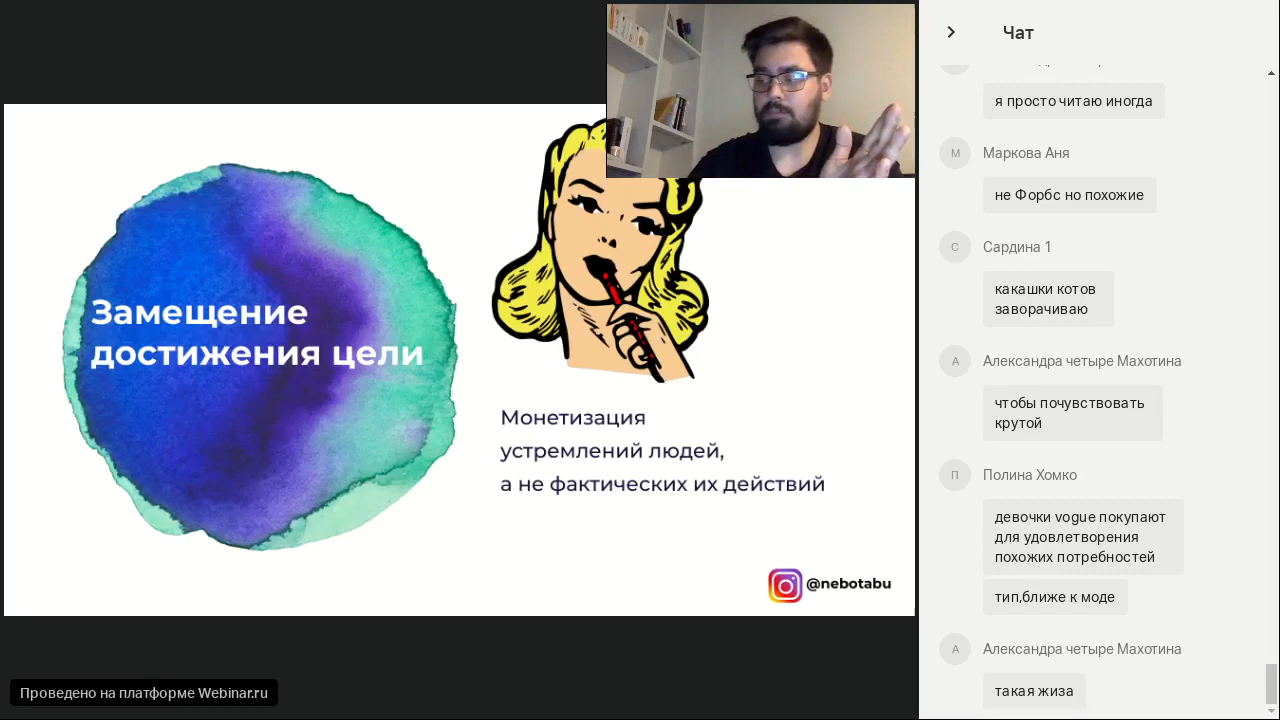 Замещение
достижения цели
Монетизация
устремлений людей,
а не фактических их действий
@nebotabu
Проведено на платформе Webinar.ru
Чат
я просто читаю иногда
М
Маркова Аня
не Форбс но похожие
С
Сардина 1
какашки котов
заворачиваю
А
Александра четыре Махотина
чтобы почувствовать
крутой
П
Полина Хомко
девочки vogue покупают
для удовлетворения
похожих потребностей
тип,ближе к моде
А
Александра четыре Махотина
такая жиза